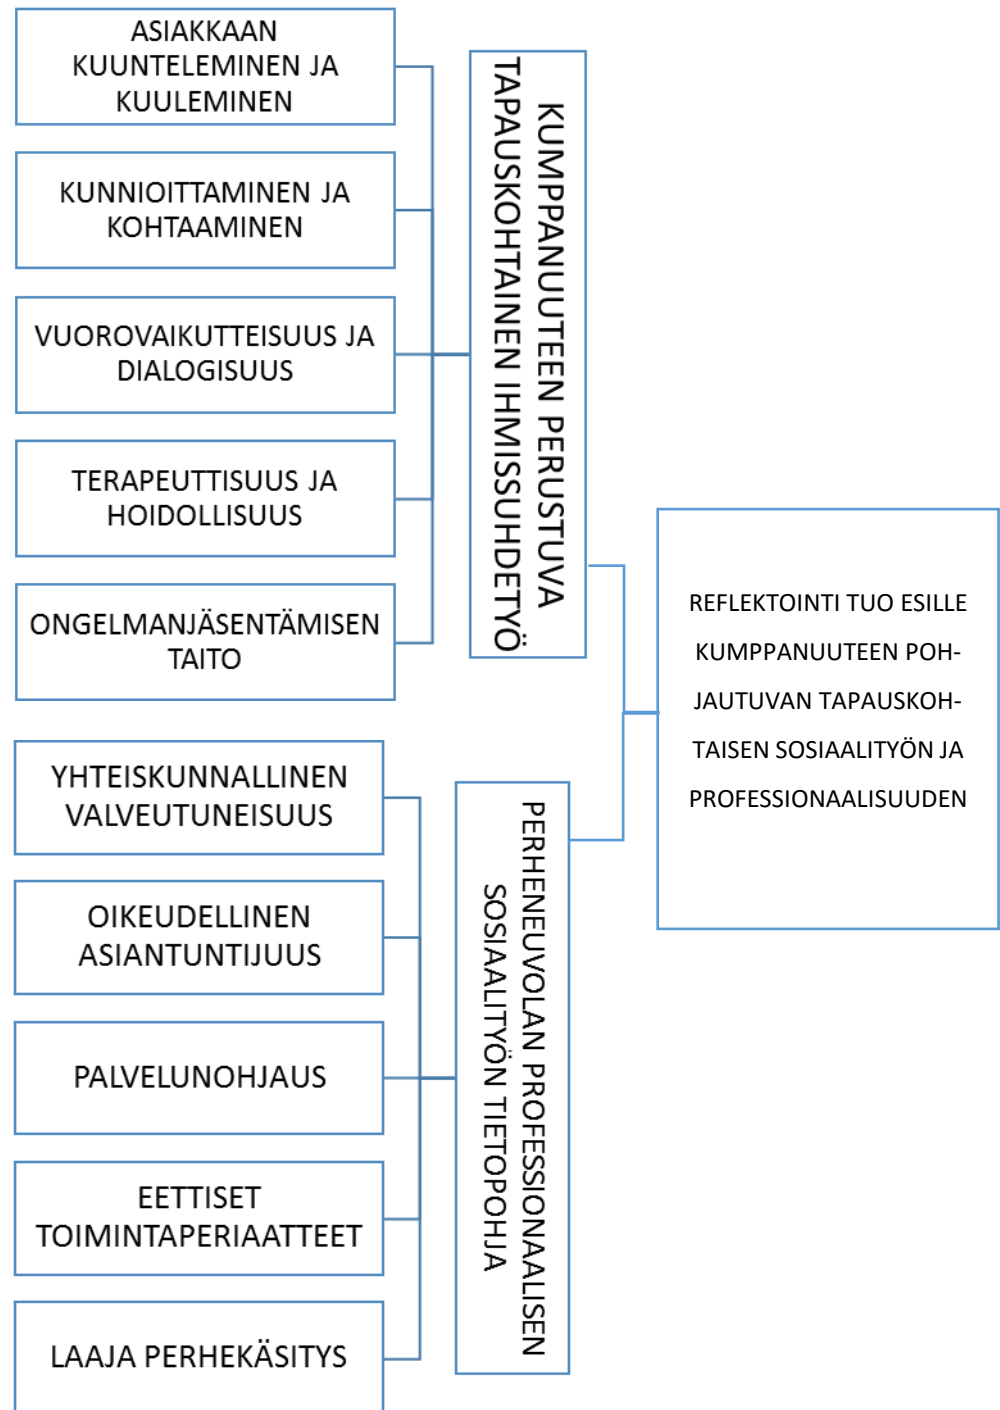 ASIAKKAAN
KUUNTELEMINEN JA
KUULEMINEN
KUNNIOITTAMINEN JA
KOHTAAMINEN
VUOROVAIKUTTEISUUS JA
DIALOGISUUS
TERAPEUTTISUUS JA
HOIDOLLISUUS
ONGELMANJÄSENTÄMISEN
TAITO
KUMPPANUUTEEN PERUSTUVA
TAPAUSKOHTAINEN IHMISSUHDETYÖ
YHTEISKUNNALLINEN
VALVEUTUNEISUUS
OIKEUDELLINEN
ASIANTUNTIJUUS
PALVELUNOHJAUS
EETTISET
TOIMINTAPERIAATTEET
LAAJA PERHEKÄSITYS
PERHENEUVOLAN PROFESSIONAALISEN
SOSIAALITYÖN TIETOPOHJA
REFLEKTOINTI TUO ESILLE
KUMPPANUUTEEN POH-
JAUTUVAN TAPAUSKOH-
TAISEN SOSIAALITYÖN JA
PROFESSIONAALISUUDEN